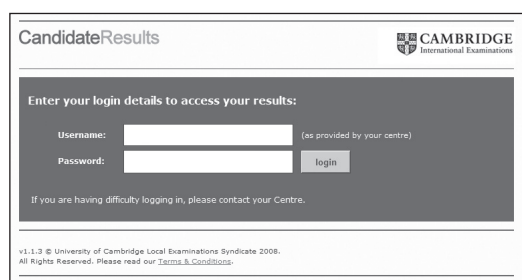 CandidateResults
CAMBRIDGE
International Examinations
Enter your login details to access your results:
Username: (as provided by your centre)
Password: login
If you are having difficulty logging in, please contact your Centre.
v1.1.3 © University of Cambridge Local Examinations Syndicate 2008.
All Rights Reserved. Please read our Terms & Conditions.